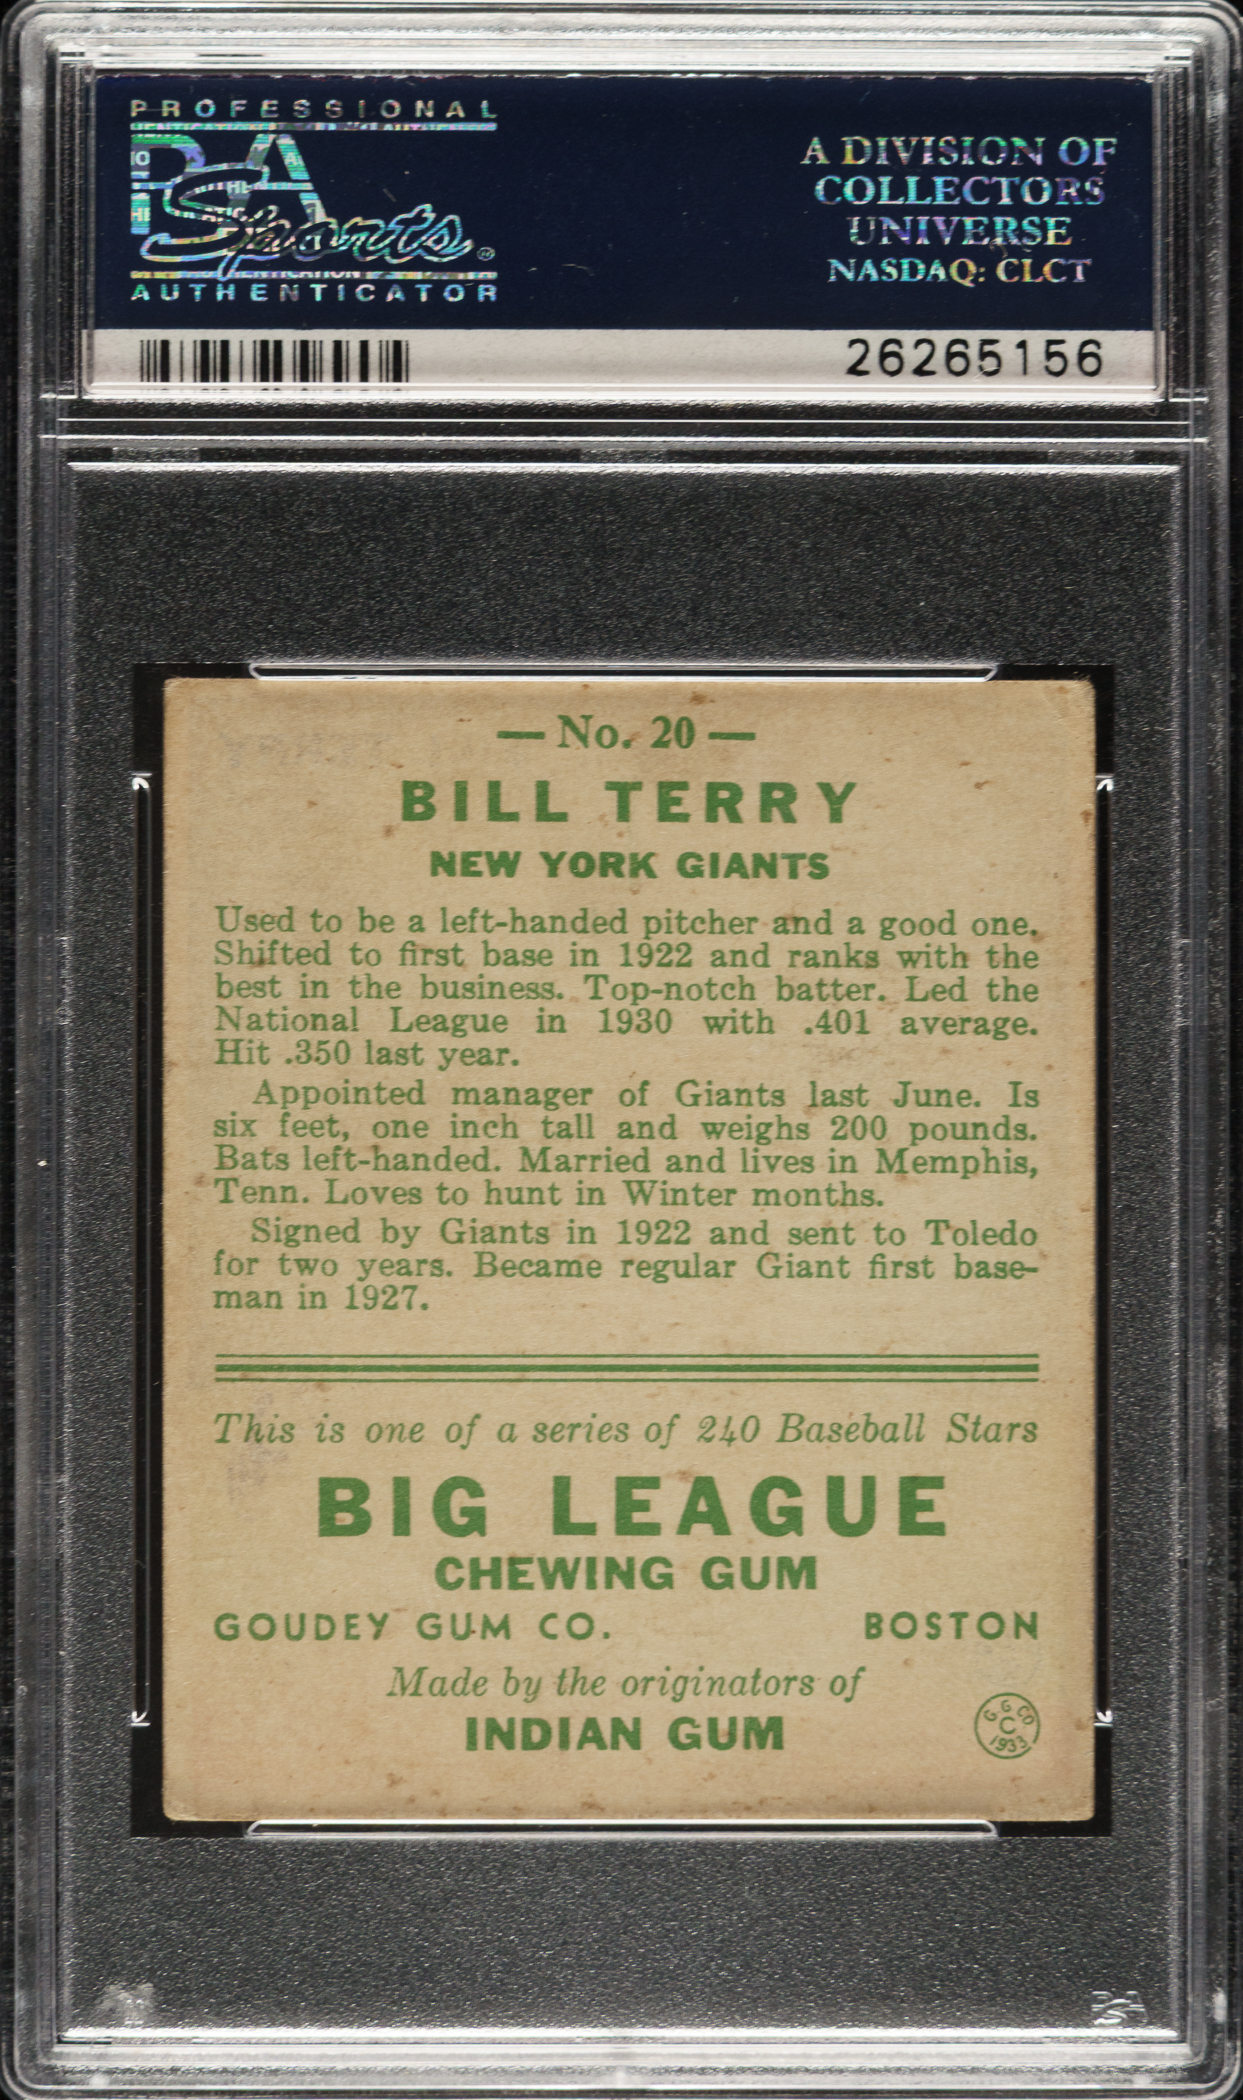 PROFESSIONAL
PSA
Sports
AUTHENTICATOR
A DIVISION OF
COLLECTORS
UNIVERSE
NASDAQ: CLCT
26265156
— No. 20 —
BILL TERRY
NEW YORK GIANTS
Used to be a left-handed pitcher and a good one.
Shifted to first base in 1922 and ranks with the
best in the business. Top-notch batter. Led the
National League in 1930 with .401 average.
Hit .350 last year.
Appointed manager of Giants last June. Is
six feet, one inch tall and weighs 200 pounds.
Bats left-handed. Married and lives in Memphis,
Tenn. Loves to hunt in Winter months.
Signed by Giants in 1922 and sent to Toledo
for two years. Became regular Giant first base-
man in 1927.
This is one of a series of 240 Baseball Stars
BIG LEAGUE
CHEWING GUM
GOUDEY GUM CO. BOSTON
Made by the originators of
INDIAN GUM
G. G. CO
C
1933
PSA